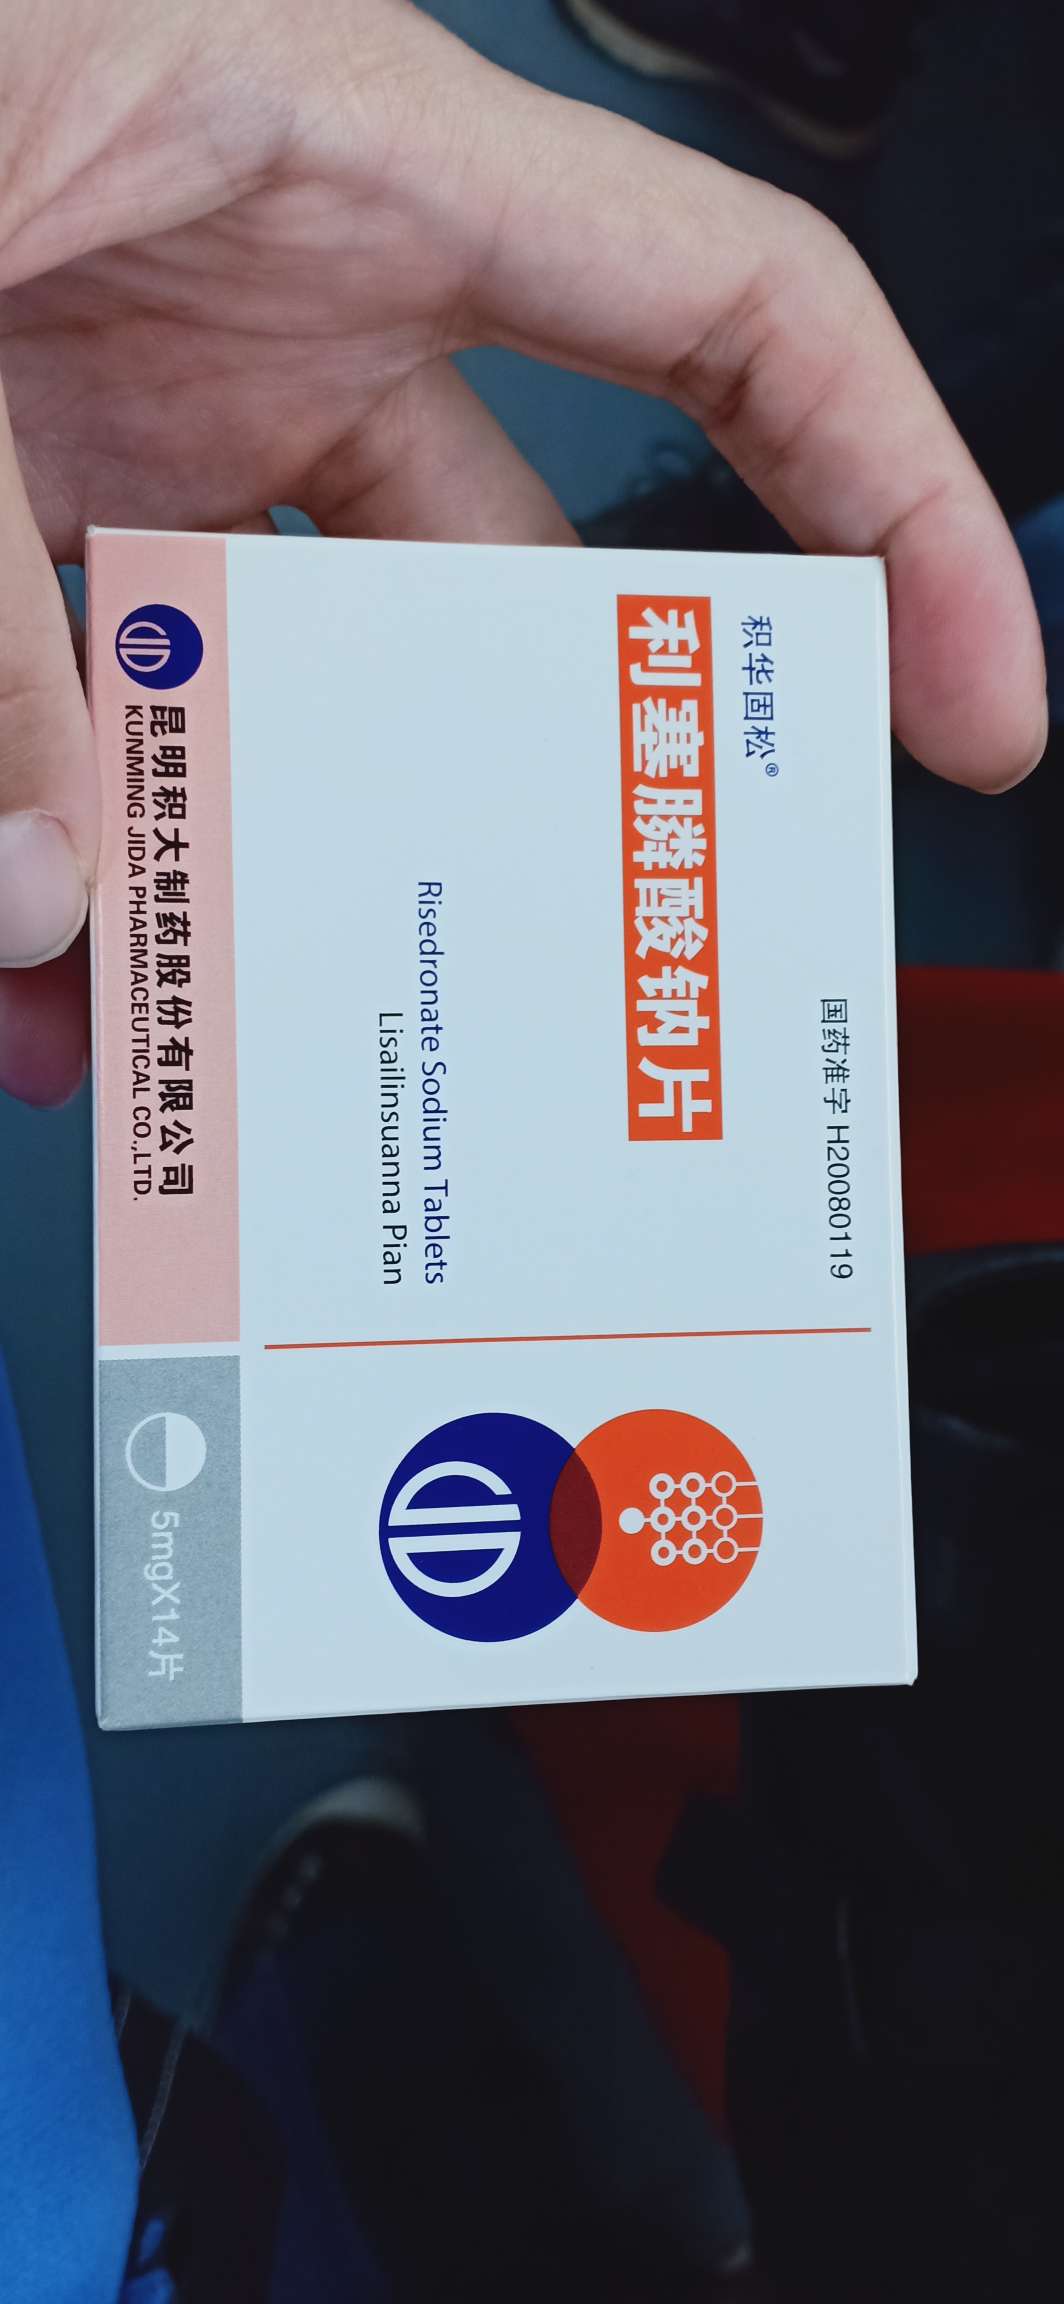 国药准字 H20080119
积华固松®
利塞膦酸钠片
Risedronate Sodium Tablets
Lisailinsuanna Pian
昆明积大制药股份有限公司
KUNMING JIDA PHARMACEUTICAL CO.,LTD.
5mgX14片